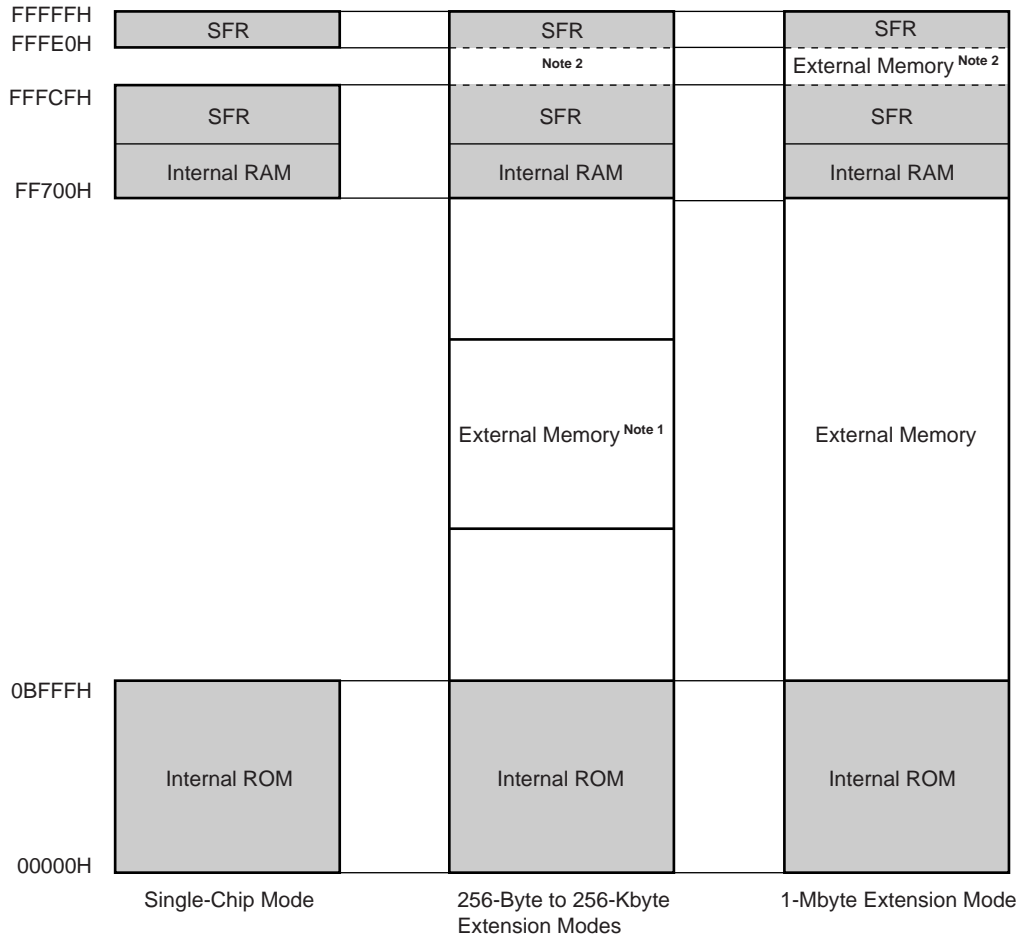 FFFFFH
SFR
SFR
SFR
FFFE0H
Note 2
External Memory Note 2
FFFCFH
SFR
SFR
SFR
Internal RAM
Internal RAM
Internal RAM
FF700H
External Memory Note 1
External Memory
0BFFFH
Internal ROM
Internal ROM
Internal ROM
00000H
Single-Chip Mode
256-Byte to 256-Kbyte
Extension Modes
1-Mbyte Extension Mode